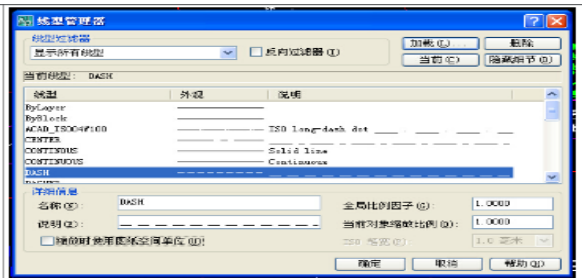 线型管理器
线型过滤器
显示所有线型
反向过滤器(I)
加载(L)... 删除
当前(C) 隐藏细节(D)
当前线型: DASH
线型 外观 说明
ByLayer
ByBlock
ACAD_ISO04W100 ISO long-dash dot
CENTER
CONTINUOUS Solid line
CONTINUOUS Continuous
DASH
详细信息
名称(E): DASH 全局比例因子(G): 1.0000
说明(E): 当前对象缩放比例(O): 1.0000
缩放时使用图纸空间单位(U) ISO 笔宽(P): 1.0 毫米
确定 取消 帮助(H)